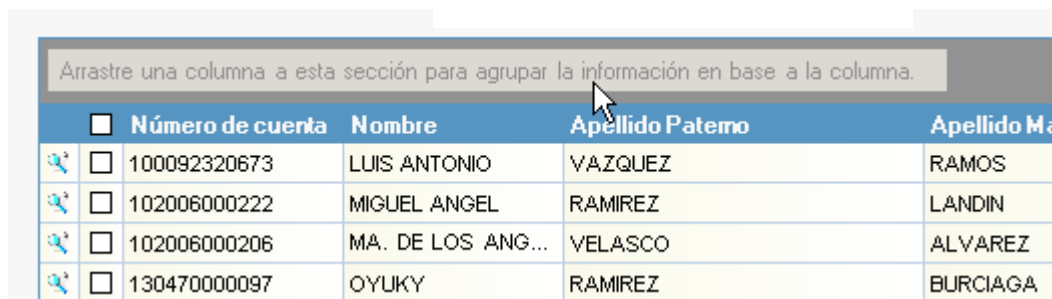 Arrastre una columna a esta sección para agrupar la información en base a la columna.
Número de cuenta Nombre Apellido Paterno Apellido Ma
100092320673 LUIS ANTONIO VAZQUEZ RAMOS
102006000222 MIGUEL ANGEL RAMIREZ LANDIN
102006000206 MA. DE LOS ANG... VELASCO ALVAREZ
130470000097 OYUKY RAMIREZ BURCIAGA